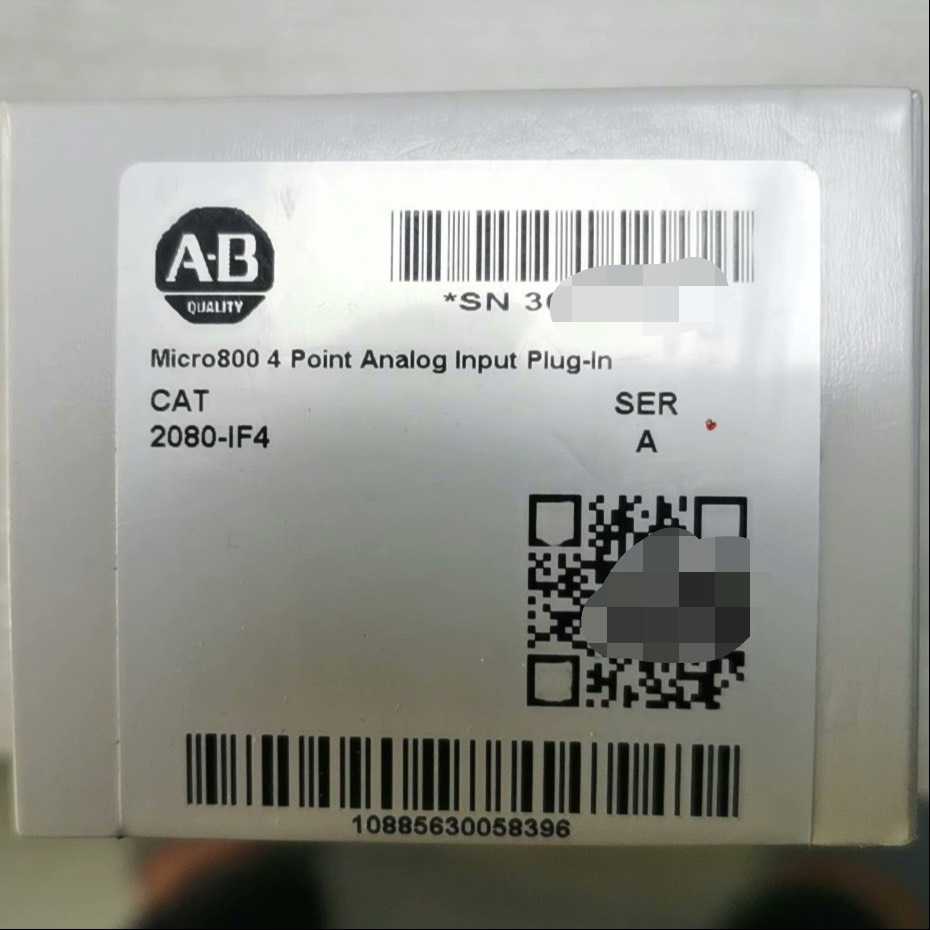 A·B
QUALITY
*SN 3
Micro800 4 Point Analog Input Plug-In
CAT
SER
2080-IF4
A
10885630058396